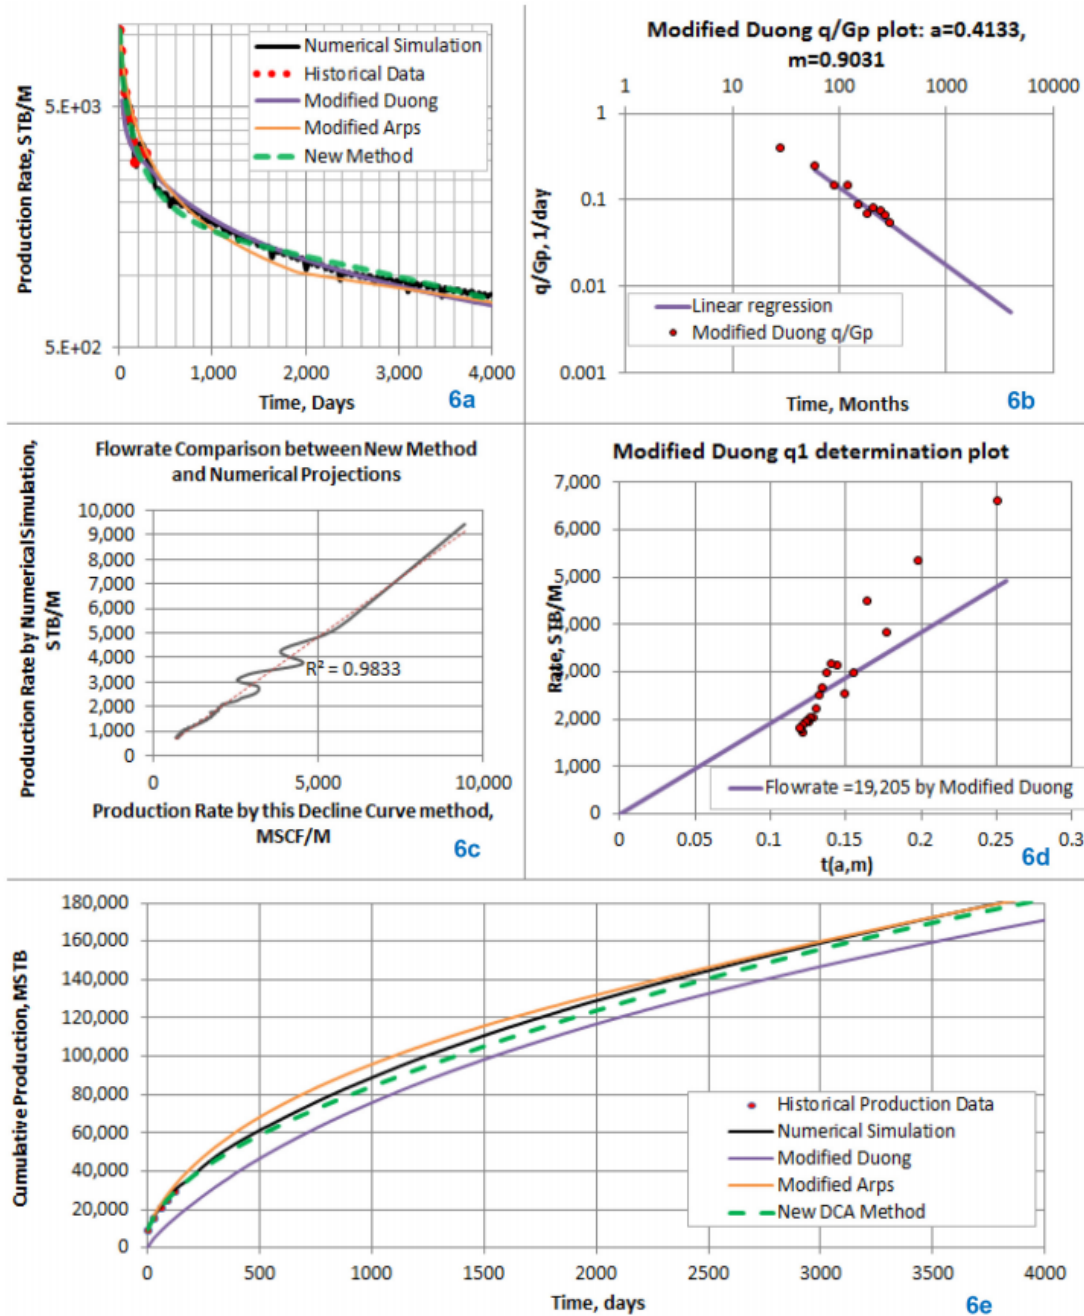 Production Rate, STB/M
5.E+03
5.E+02
0
1,000
2,000
3,000
4,000
Time, Days
6a
Numerical Simulation
Historical Data
Modified Duong
Modified Arps
New Method
Modified Duong q/Gp plot: a=0.4133,
m=0.9031
1
10
100
1000
10000
1
0.1
0.01
0.001
q/Gp, 1/day
Linear regression
Modified Duong q/Gp
Time, Months
6b
Flowrate Comparison between New Method
and Numerical Projections
Production Rate by Numerical Simulation,
STB/M
10,000
9,000
8,000
7,000
6,000
5,000
4,000
3,000
2,000
1,000
0
R² = 0.9833
0
5,000
10,000
Production Rate by this Decline Curve method,
MSCF/M
6c
Modified Duong q1 determination plot
Rate, STB/M
7,000
6,000
5,000
4,000
3,000
2,000
1,000
0
Flowrate =19,205 by Modified Duong
0
0.05
0.1
0.15
0.2
0.25
0.3
t(a,m)
6d
Cumulative Production, MSTB
180,000
160,000
140,000
120,000
100,000
80,000
60,000
40,000
20,000
0
Historical Production Data
Numerical Simulation
Modified Duong
Modified Arps
New DCA Method
0
500
1000
1500
2000
2500
3000
3500
4000
Time, days
6e